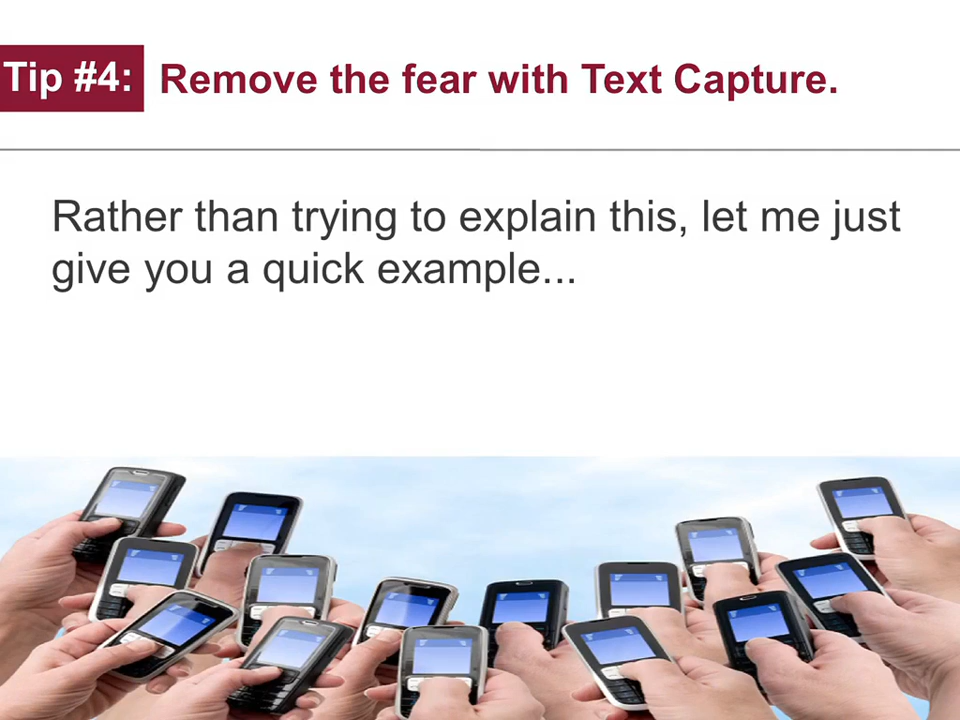 Tip #4: Remove the fear with Text Capture.
Rather than trying to explain this, let me just
give you a quick example...